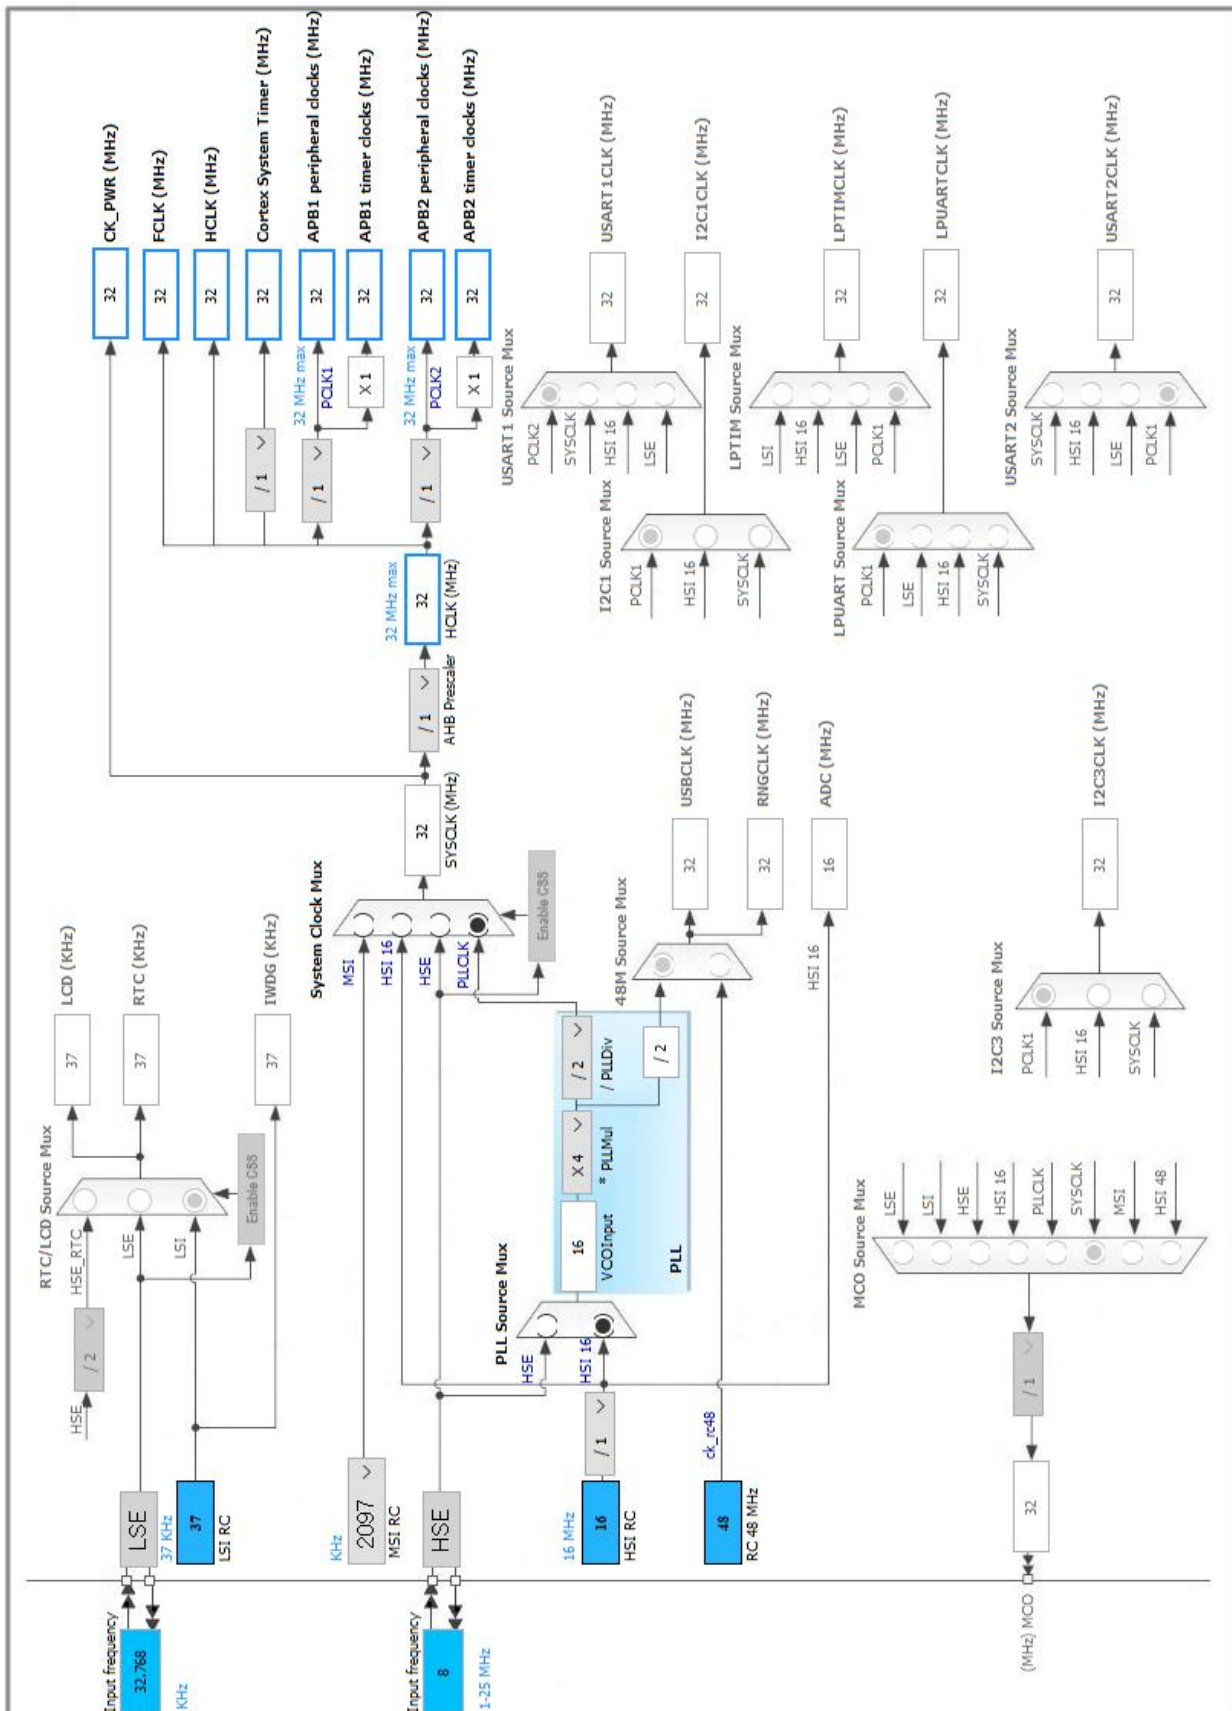 Input frequency
32.768
KHz
LSE
37 KHz
37
LSI RC
HSE
/ 2
HSE_RTC
LSE
LSI
RTC/LCD Source Mux
Enable CSS
37
LCD (KHz)
37
RTC (KHz)
37
IWDG (KHz)
KHz
2097
MSI RC
Input frequency
8
1-25 MHz
HSE
16 MHz
16
HSI RC
/ 1
48
RC 48 MHz
ck_rc48
PLL Source Mux
HSE
HSI 16
16
VCOInput
X 4
* PLLMul
/ 2
/ PLLDiv
/ 2
PLL
System Clock Mux
MSI
HSI 16
HSE
PLLCLK
Enable CSS
32
SYSCLK (MHz)
/ 1
AHB Prescaler
32 MHz max
32
HCLK (MHz)
/ 1
/ 1
/ 1
32 MHz max
PCLK1
X 1
32 MHz max
PCLK2
X 1
32
CK_PWR (MHz)
32
FCLK (MHz)
32
HCLK (MHz)
32
Cortex System Timer (MHz)
32
APB1 peripheral clocks (MHz)
32
APB1 timer clocks (MHz)
32
APB2 peripheral clocks (MHz)
32
APB2 timer clocks (MHz)
48M Source Mux
32
USBCLK (MHz)
32
RNGCLK (MHz)
HSI 16
16
ADC (MHz)
USART1 Source Mux
PCLK2
SYSCLK
HSI 16
LSE
32
USART1CLK (MHz)
I2C1 Source Mux
PCLK1
HSI 16
SYSCLK
32
I2C1CLK (MHz)
LPTIM Source Mux
LSI
HSI 16
LSE
PCLK1
32
LPTIMCLK (MHz)
LPUART Source Mux
PCLK1
LSE
HSI 16
SYSCLK
32
LPUARTCLK (MHz)
USART2 Source Mux
SYSCLK
HSI 16
LSE
PCLK1
32
USART2CLK (MHz)
I2C3 Source Mux
PCLK1
HSI 16
SYSCLK
32
I2C3CLK (MHz)
MCO Source Mux
LSE
LSI
HSE
HSI 16
PLLCLK
SYSCLK
MSI
HSI 48
/ 1
32
(MHz) MCO